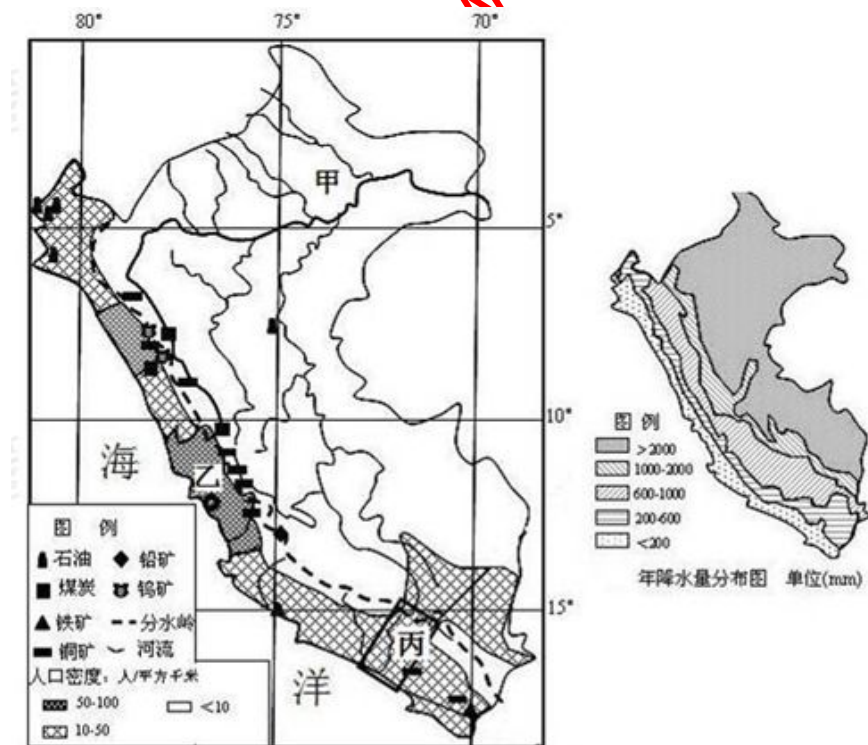 80° 75° 70°
甲
5°
10°
海
乙
15°
丙
洋
图 例
石油 铅矿
煤炭 钨矿
铁矿 分水岭
铜矿 河流
人口密度:人/平方千米
50-100 <10
10-50
图 例
>2000
1000-2000
600-1000
200-600
<200
年降水量分布图 单位(mm)